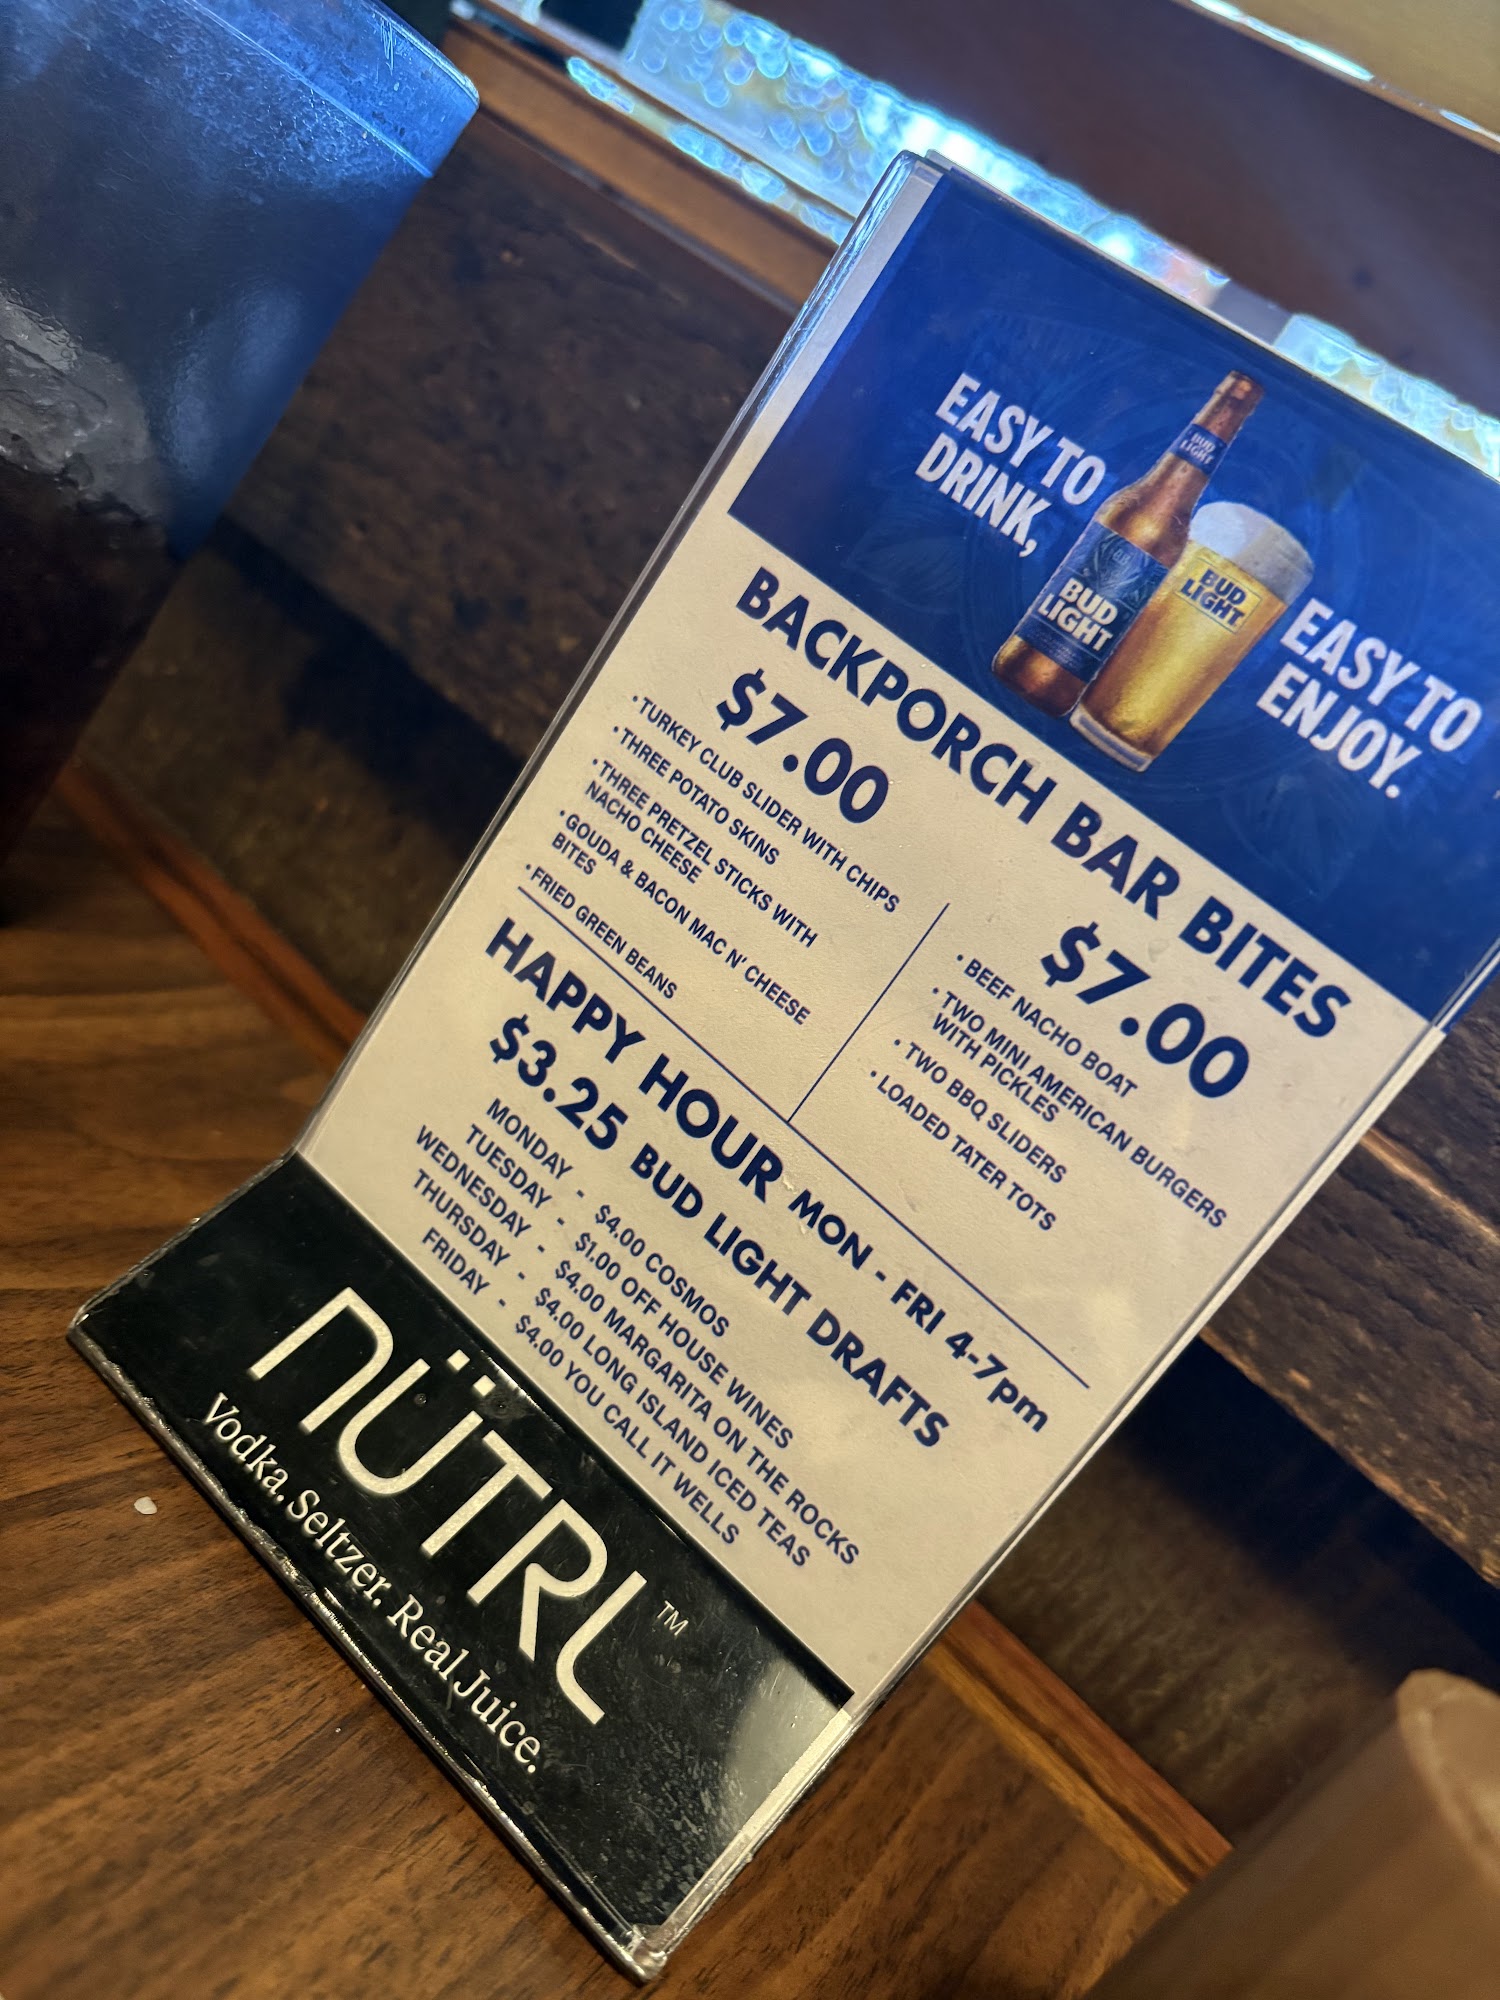 EASY TO
DRINK,
BUD
LIGHT
BUD
LIGHT
BUD
LIGHT
EASY TO
ENJOY.
BACKPORCH BAR BITES
$7.00
• TURKEY CLUB SLIDER WITH CHIPS
• THREE POTATO SKINS
• THREE PRETZEL STICKS WITH
NACHO CHEESE
• GOUDA & BACON MAC N' CHEESE
BITES
• FRIED GREEN BEANS
$7.00
• BEEF NACHO BOAT
• TWO MINI AMERICAN BURGERS
WITH PICKLES
• TWO BBQ SLIDERS
• LOADED TATER TOTS
HAPPY HOUR MON - FRI 4-7pm
$3.25 BUD LIGHT DRAFTS
MONDAY - $4.00 COSMOS
TUESDAY - $1.00 OFF HOUSE WINES
WEDNESDAY - $4.00 MARGARITA ON THE ROCKS
THURSDAY - $4.00 LONG ISLAND ICED TEAS
FRIDAY - $4.00 YOU CALL IT WELLS
NÜTRL™
Vodka. Seltzer. Real Juice.